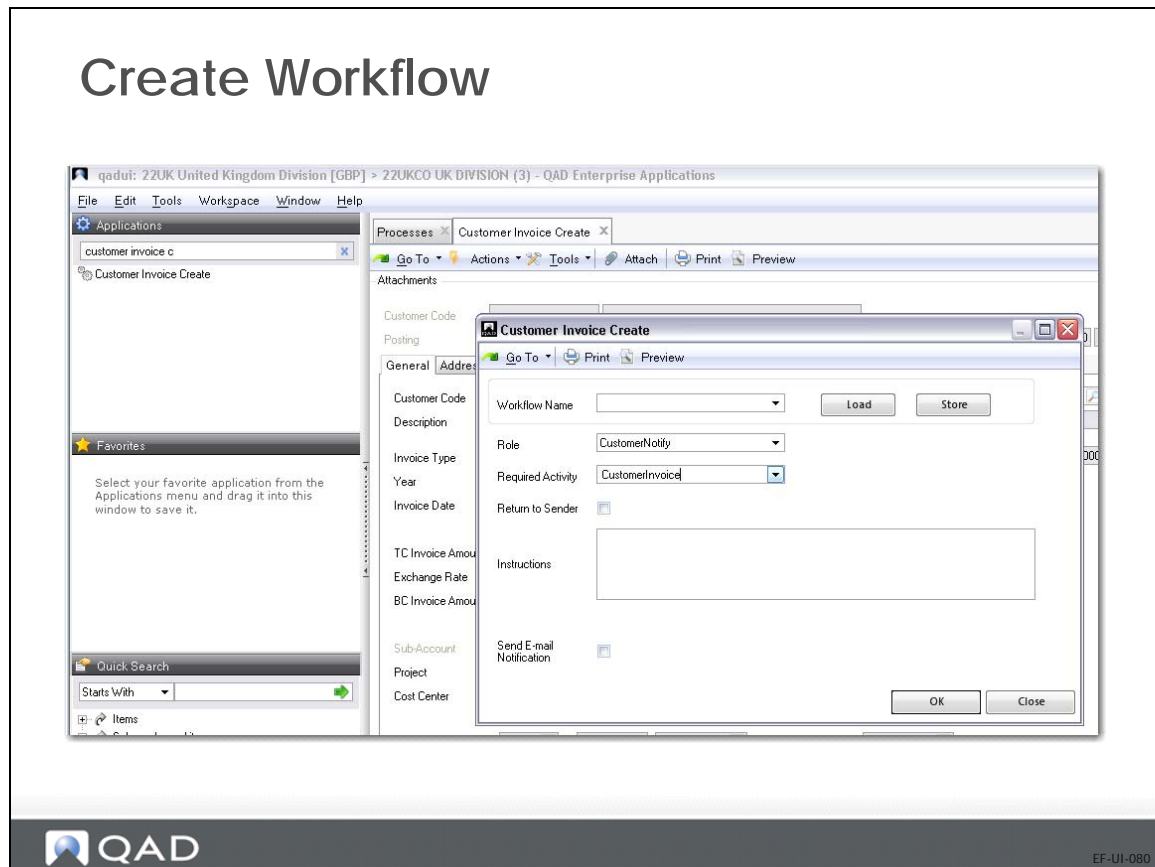 Create Workflow
qadui: 22UK United Kingdom Division [GBP] > 22UKCO UK DIVISION (3) - QAD Enterprise Applications
File Edit Tools Workspace Window Help
Applications
customer invoice c
Customer Invoice Create
Favorites
Select your favorite application from the
Applications menu and drag it into this
window to save it.
Quick Search
Starts With
Items
Processes Customer Invoice Create
Go To Actions Tools Attach Print Preview
Attachments
Customer Code
Posting
General Addres
Customer Code
Description
Invoice Type
Year
Invoice Date
TC Invoice Amou
Exchange Rate
BC Invoice Amou
Sub-Account
Project
Cost Center
QAD Customer Invoice Create
Go To Print Preview
Workflow Name Load Store
Role CustomerNotify
Required Activity CustomerInvoice
Return to Sender
Instructions
Send E-mail
Notification
OK Close
QAD
EF-UI-080